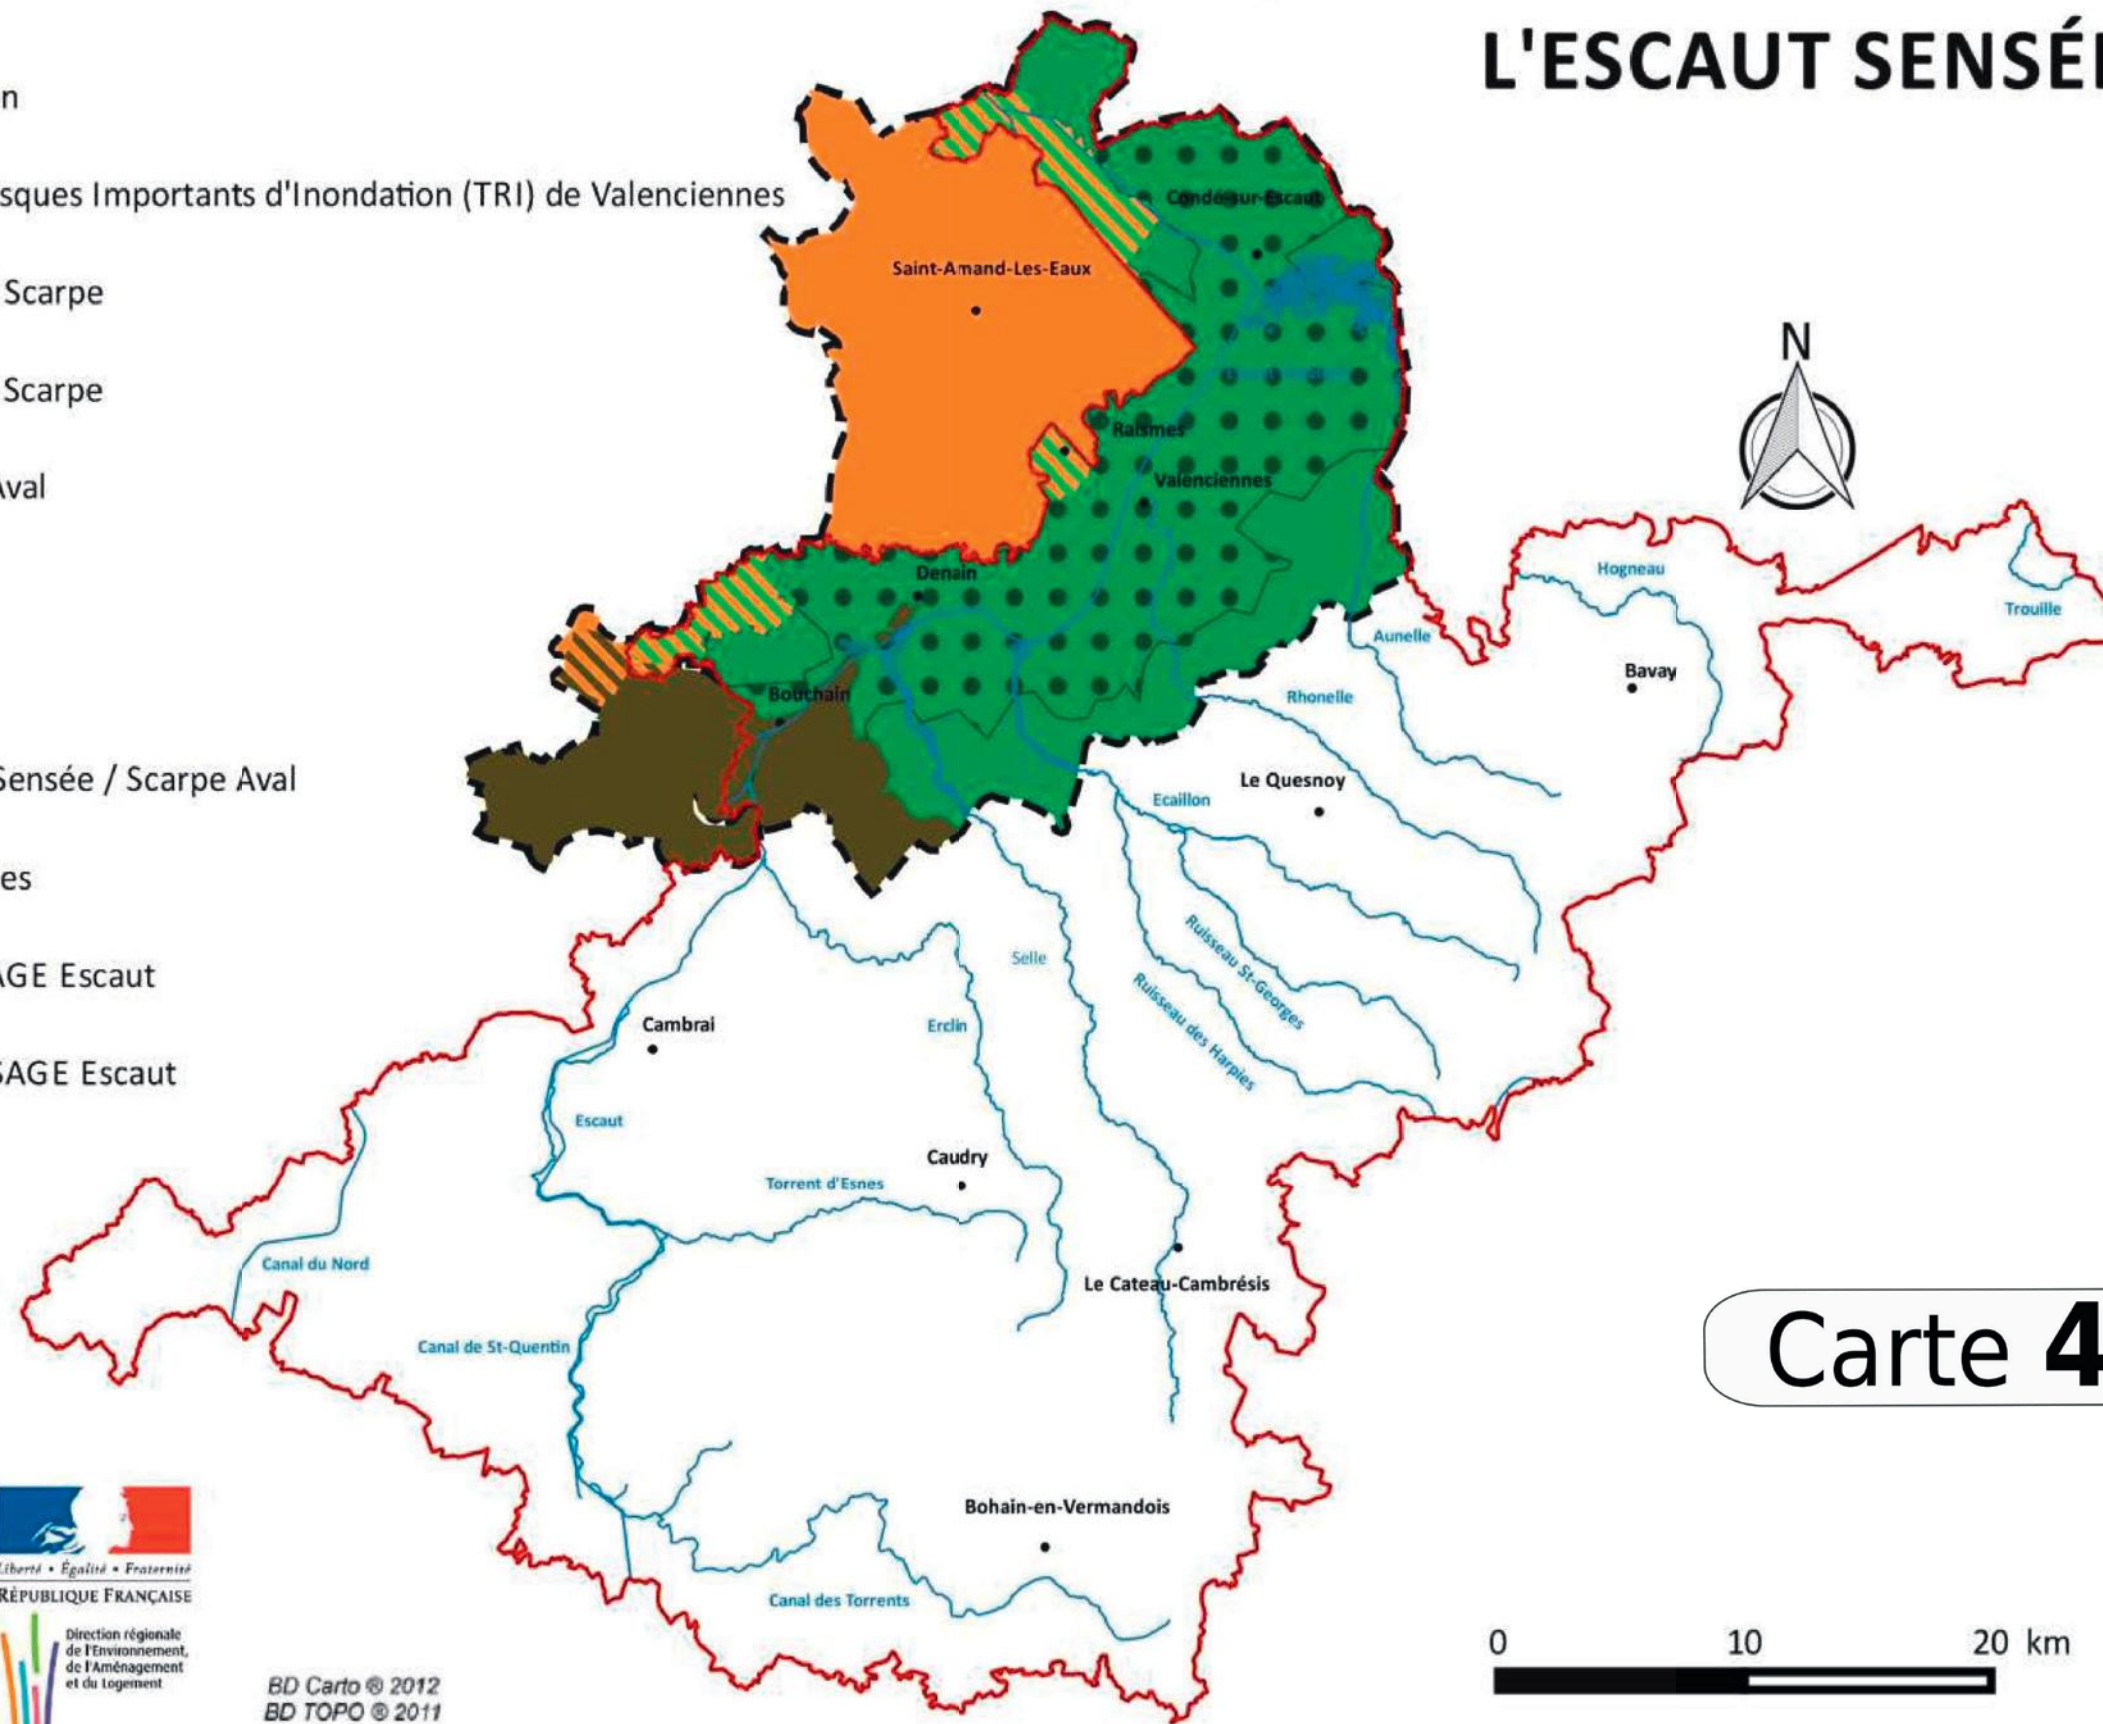 L'ESCAUT SENSÉE
n
sques Importants d'Inondation (TRI) de Valenciennes
Scarpe
Scarpe
Aval
Sensée / Scarpe Aval
es
AGE Escaut
SAGE Escaut
Condé-sur-Escaut
Saint-Amand-Les-Eaux
N
Raismes
Valenciennes
Denain
Hogneau
Trouille
Aunelle
Bavay
Bouchain
Rhonelle
Le Quesnoy
Ecaillon
Ruisseau St-Georges
Selle
Ruisseau des Harpies
Cambrai
Erclin
Escaut
Caudry
Torrent d'Esnes
Canal du Nord
Le Cateau-Cambrésis
Canal de St-Quentin
Carte 4
Bohain-en-Vermandois
Canal des Torrents
Liberté • Égalité • Fraternité
RÉPUBLIQUE FRANÇAISE
Direction régionale
de l'Environnement,
de l'Aménagement
et du Logement
BD Carto ® 2012
BD TOPO ® 2011
0 10 20 km